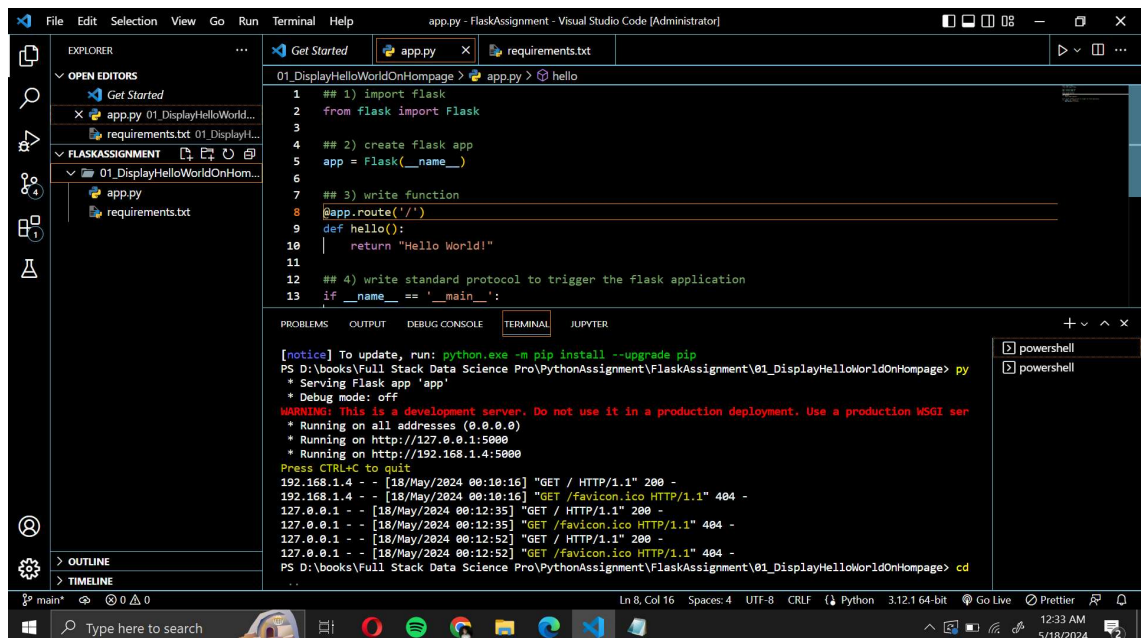 File Edit Selection View Go Run Terminal Help app.py - FlaskAssignment - Visual Studio Code [Administrator]
EXPLORER
OPEN EDITORS
Get Started
app.py 01_DisplayHelloWorld...
requirements.txt 01_DisplayH...
FLASKASSIGNMENT
01_DisplayHelloWorldOnHom...
app.py
requirements.txt
OUTLINE
TIMELINE
4
1
Get Started app.py requirements.txt
01_DisplayHelloWorldOnHompage > app.py > hello
1 ## 1) import flask
2 from flask import Flask
3
4 ## 2) create flask app
5 app = Flask(__name__)
6
7 ## 3) write function
8 @app.route('/')
9 def hello():
10 return "Hello World!"
11
12 ## 4) write standard protocol to trigger the flask application
13 if __name__ == '__main__':
PROBLEMS OUTPUT DEBUG CONSOLE TERMINAL JUPYTER
[notice] To update, run: python.exe -m pip install --upgrade pip
PS D:\books\Full Stack Data Science Pro\PythonAssignment\FlaskAssignment\01_DisplayHelloWorldOnHompage> py
* Serving Flask app 'app'
* Debug mode: off
WARNING: This is a development server. Do not use it in a production deployment. Use a production WSGI ser
* Running on all addresses (0.0.0.0)
* Running on http://127.0.0.1:5000
* Running on http://192.168.1.4:5000
Press CTRL+C to quit
192.168.1.4 - - [18/May/2024 00:10:16] "GET / HTTP/1.1" 200 -
192.168.1.4 - - [18/May/2024 00:10:16] "GET /favicon.ico HTTP/1.1" 404 -
127.0.0.1 - - [18/May/2024 00:12:35] "GET / HTTP/1.1" 200 -
127.0.0.1 - - [18/May/2024 00:12:35] "GET /favicon.ico HTTP/1.1" 404 -
127.0.0.1 - - [18/May/2024 00:12:52] "GET / HTTP/1.1" 200 -
127.0.0.1 - - [18/May/2024 00:12:52] "GET /favicon.ico HTTP/1.1" 404 -
PS D:\books\Full Stack Data Science Pro\PythonAssignment\FlaskAssignment\01_DisplayHelloWorldOnHompage> cd
..
powershell
powershell
main* 0 0 Ln 8, Col 16 Spaces: 4 UTF-8 CRLF Python 3.12.1 64-bit Go Live Prettier
Type here to search
12:33 AM
5/18/2024
2